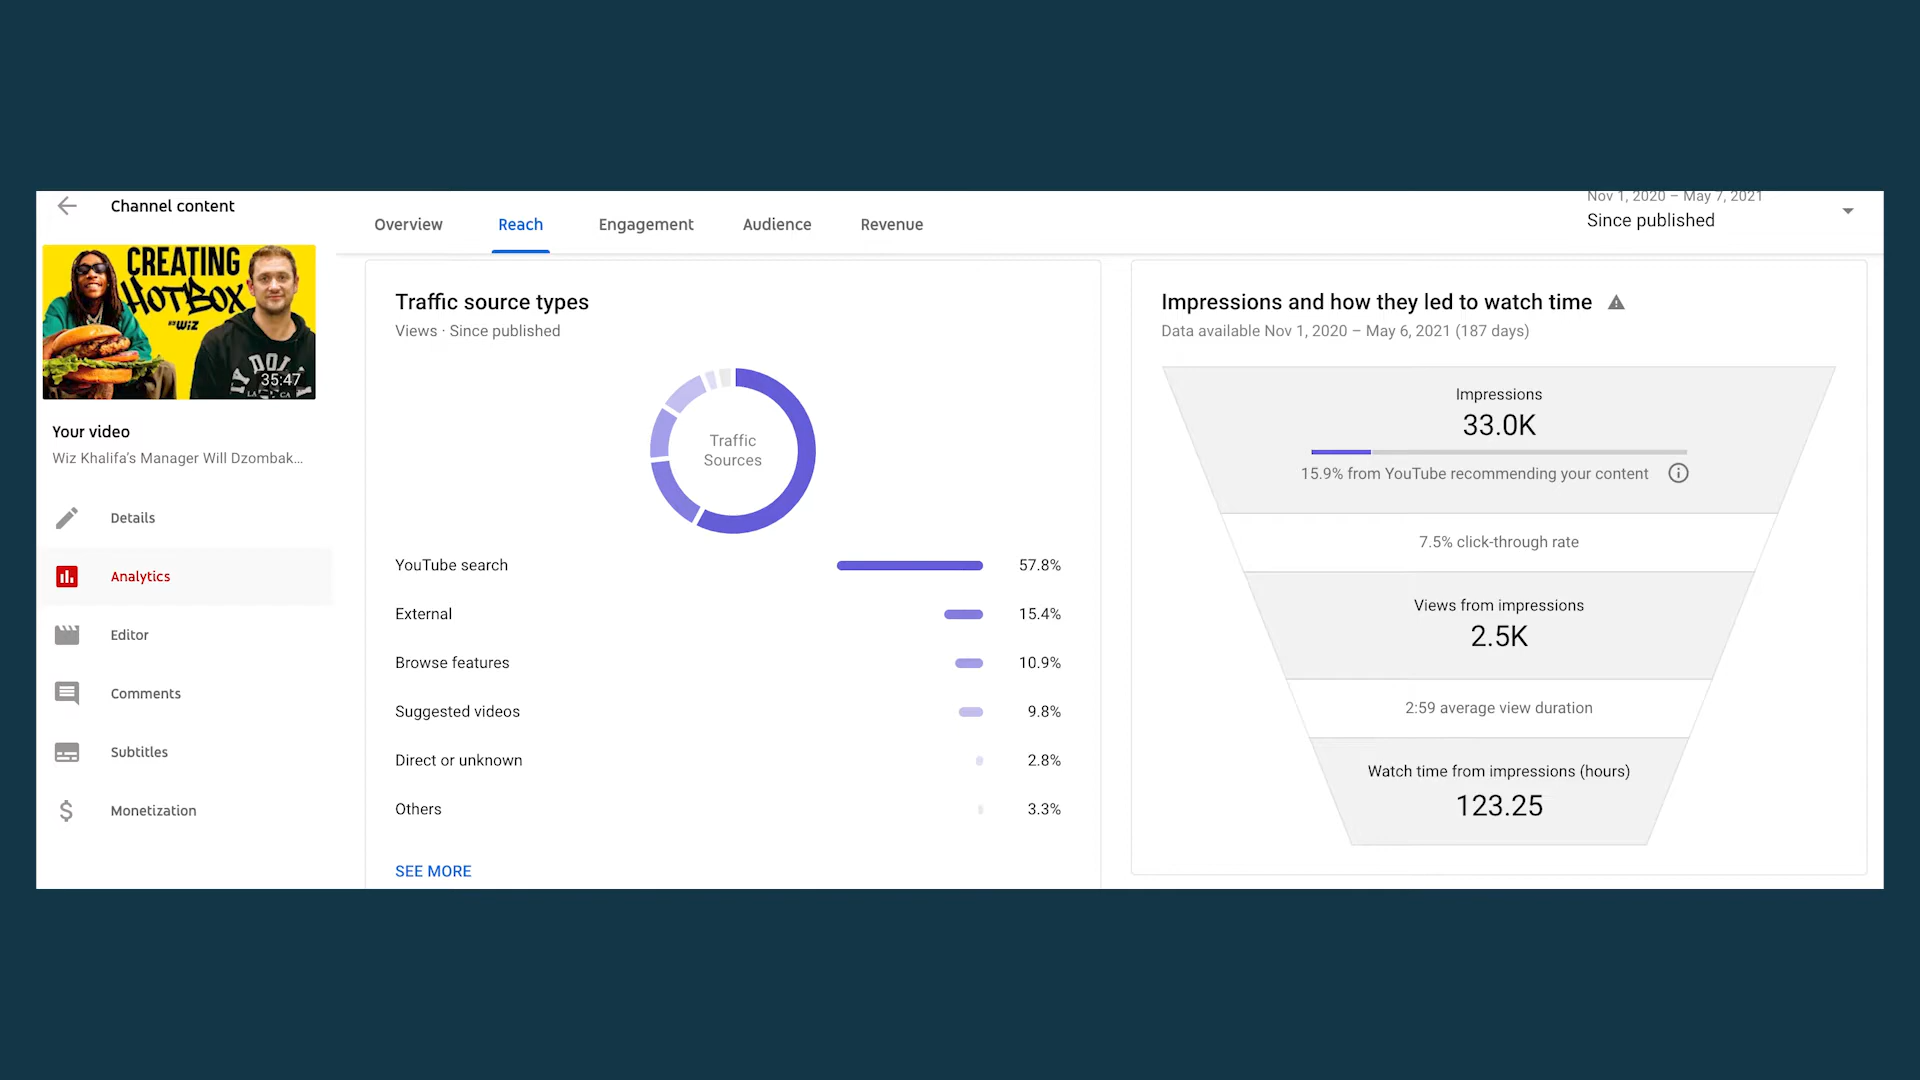 Channel content
CREATING
HOTBOX
BY WIZ
35:47
Your video
Wiz Khalifa's Manager Will Dzombak...
Details
Analytics
Editor
Comments
Subtitles
Monetization
Overview
Reach
Engagement
Audience
Revenue
Nov 1, 2020 – May 7, 2021
Since published
Traffic source types
Views · Since published
Traffic
Sources
YouTube search 57.8%
External 15.4%
Browse features 10.9%
Suggested videos 9.8%
Direct or unknown 2.8%
Others 3.3%
SEE MORE
Impressions and how they led to watch time
Data available Nov 1, 2020 – May 6, 2021 (187 days)
Impressions
33.0K
15.9% from YouTube recommending your content
7.5% click-through rate
Views from impressions
2.5K
2:59 average view duration
Watch time from impressions (hours)
123.25